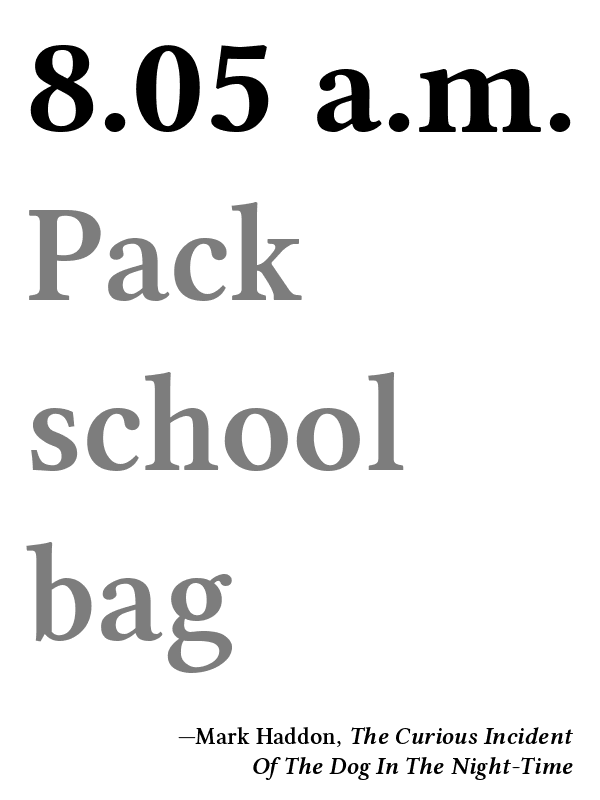 8.05 a.m.
Pack
school
bag
—Mark Haddon, The Curious Incident
Of The Dog In The Night-Time